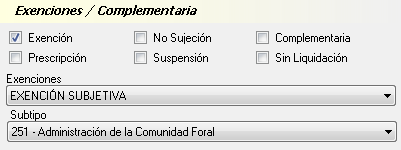 Exenciones / Complementaria
Exención No Sujeción Complementaria
Prescripción Suspensión Sin Liquidación
Exenciones
EXENCIÓN SUBJETIVA
Subtipo
251 - Administración de la Comunidad Foral